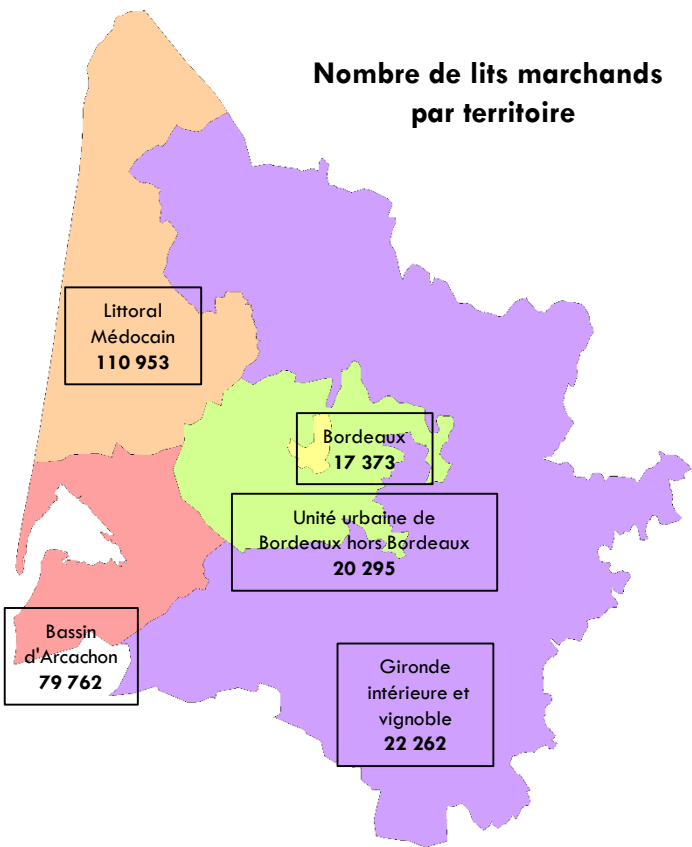 Nombre de lits marchands
par territoire
Littoral
Médocain
110 953
Bordeaux
17 373
Unité urbaine de
Bordeaux hors Bordeaux
20 295
Bassin
d'Arcachon
79 762
Gironde
intérieure et
vignoble
22 262